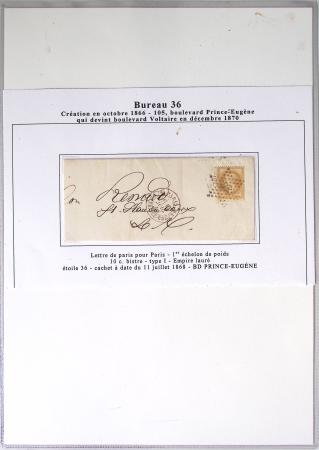 Bureau 36
Création en octobre 1866 - 105, boulevard Prince-Eugène
qui devint boulevard Voltaire en décembre 1870
Renard
Lettre de paris pour Paris - 1er échelon de poids
10 c. bistre - type I - Empire lauré
étoile 36 - cachet à date du 11 juillet 1868 - BD PRINCE-EUGÈNE